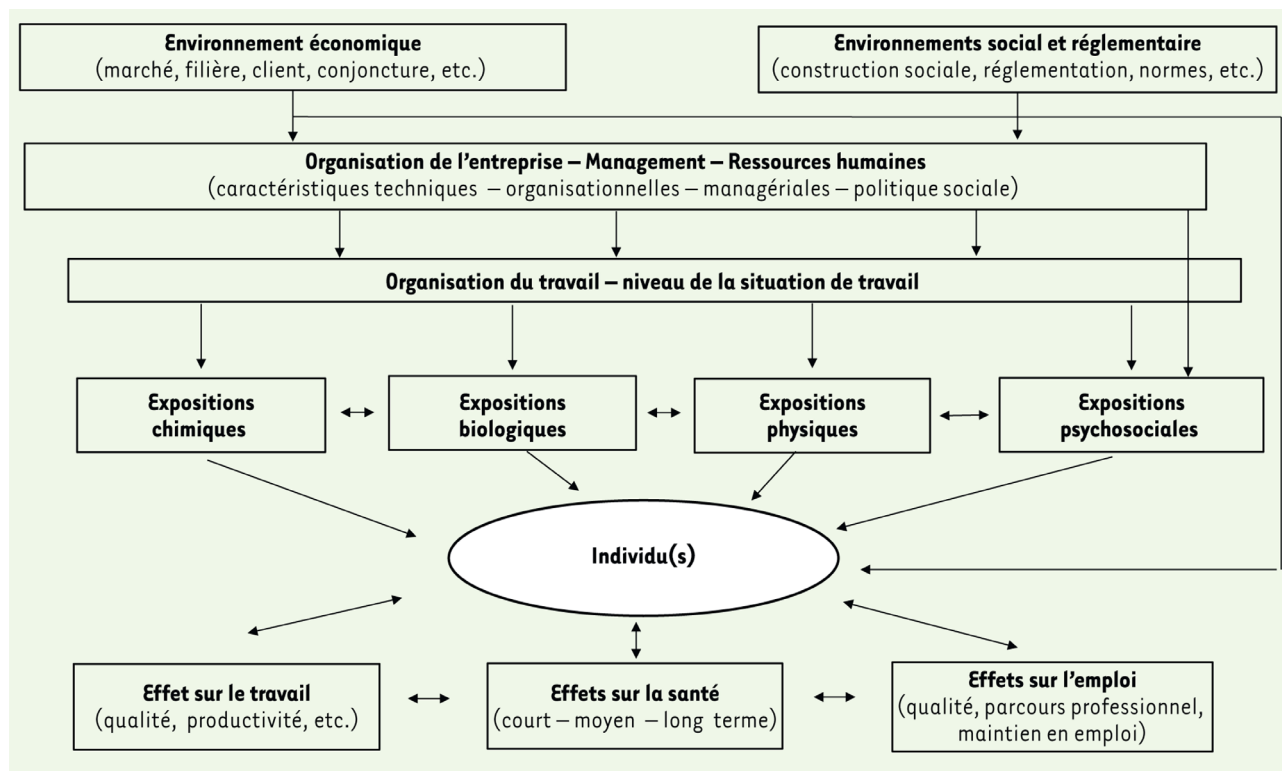 Environnement économique
(marché, filière, client, conjoncture, etc.)
Environnements social et réglementaire
(construction sociale, réglementation, normes, etc.)
Organisation de l’entreprise – Management – Ressources humaines
(caractéristiques techniques – organisationnelles – managériales – politique sociale)
Organisation du travail – niveau de la situation de travail
Expositions
chimiques
Expositions
biologiques
Expositions
physiques
Expositions
psychosociales
Individu(s)
Effet sur le travail
(qualité, productivité, etc.)
Effets sur la santé
(court – moyen – long terme)
Effets sur l’emploi
(qualité, parcours professionnel,
maintien en emploi)